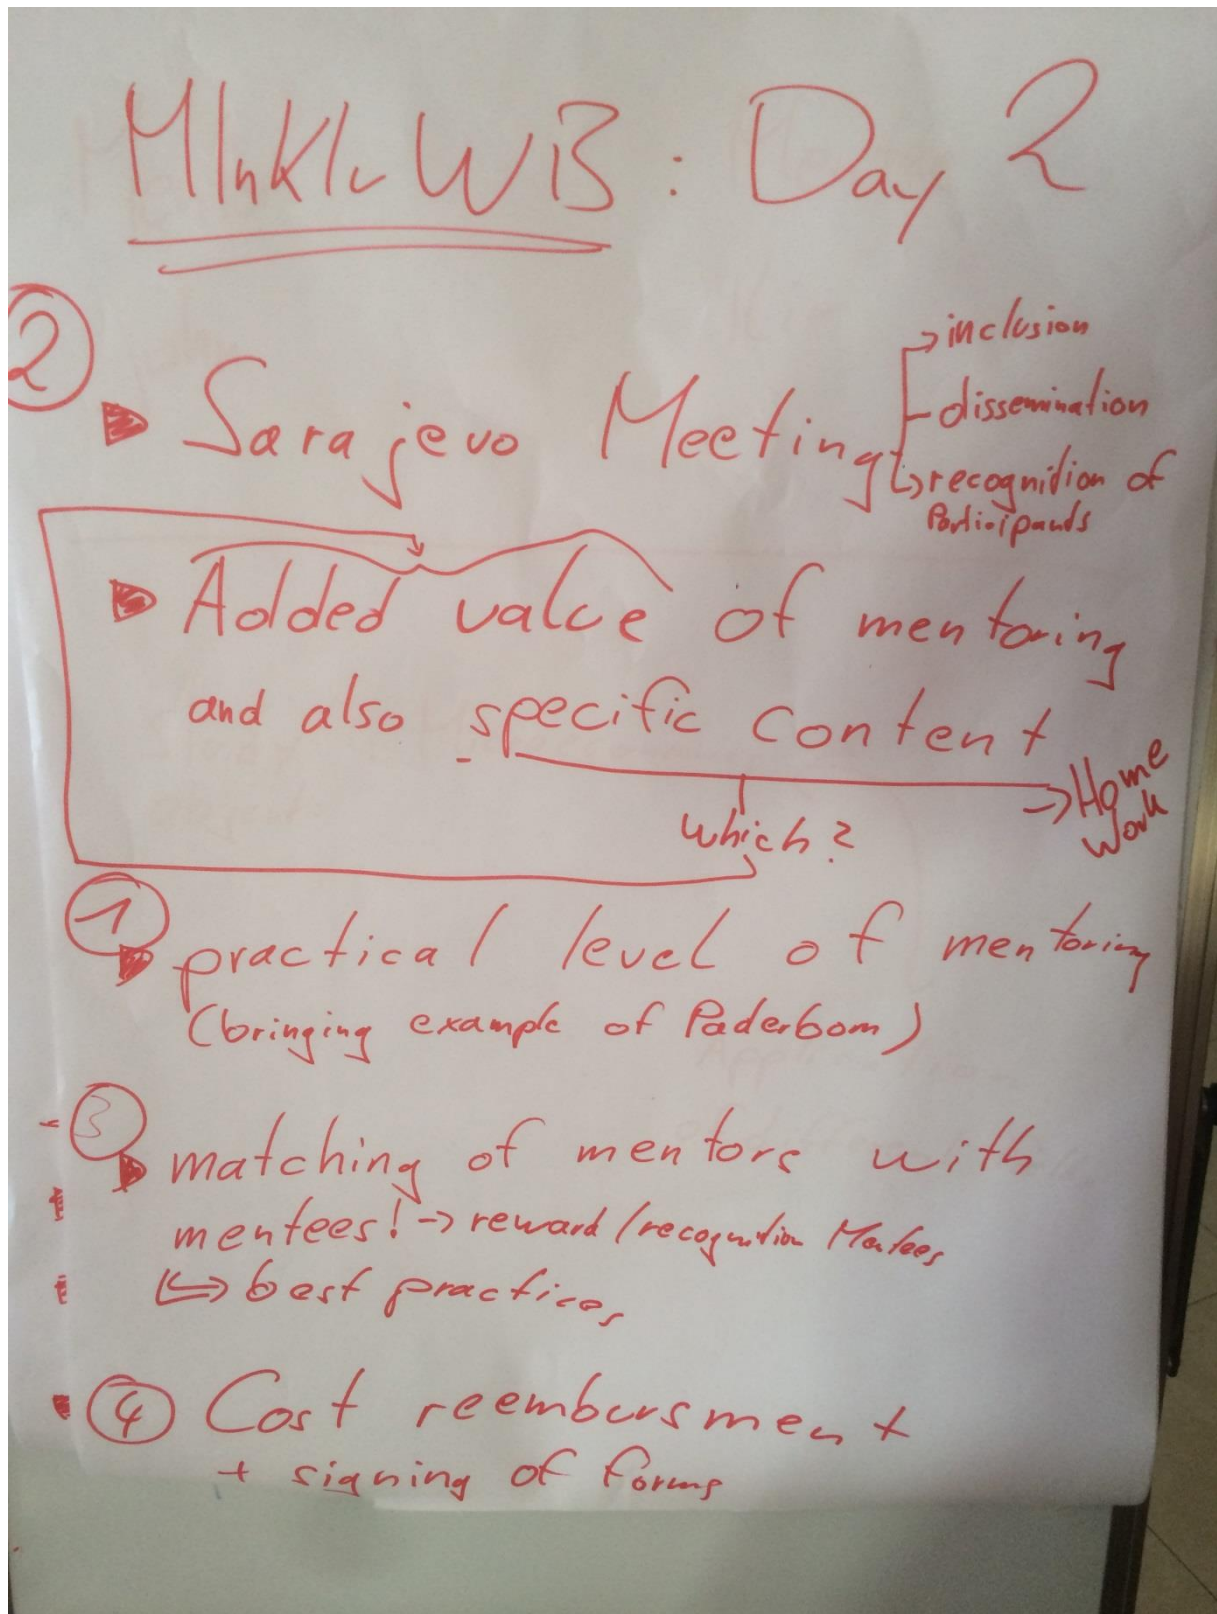 MInKluWB: Day 2
②
→ inclusion
▶ Sarajevo Meeting - dissemination
↳ recognition of
Participants
▶ Added value of mentoring
and also specific content
→ Home
Work
which?
①
▶ practical level of mentoring
(bringing example of Paderborn)
③
▶ matching of mentors with
mentees! → reward / recognition Mentees
↳ best practices
④ Cost reembursment
+ signing of forms